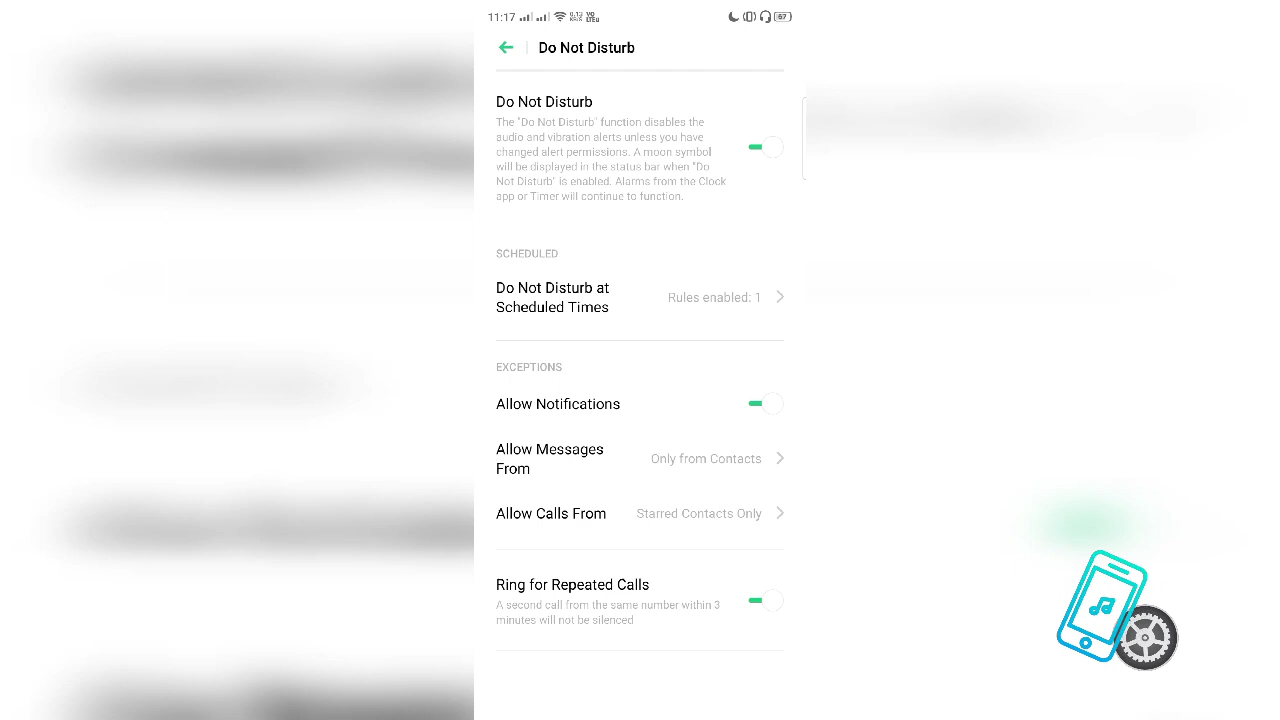 11:17
67
Do Not Disturb
Do Not Disturb
The "Do Not Disturb" function disables the
audio and vibration alerts unless you have
changed alert permissions. A moon symbol
will be displayed in the status bar when "Do
Not Disturb" is enabled. Alarms from the Clock
app or Timer will continue to function.
SCHEDULED
Do Not Disturb at
Scheduled Times
Rules enabled: 1
EXCEPTIONS
Allow Notifications
Allow Messages
From
Only from Contacts
Allow Calls From
Starred Contacts Only
Ring for Repeated Calls
A second call from the same number within 3
minutes will not be silenced